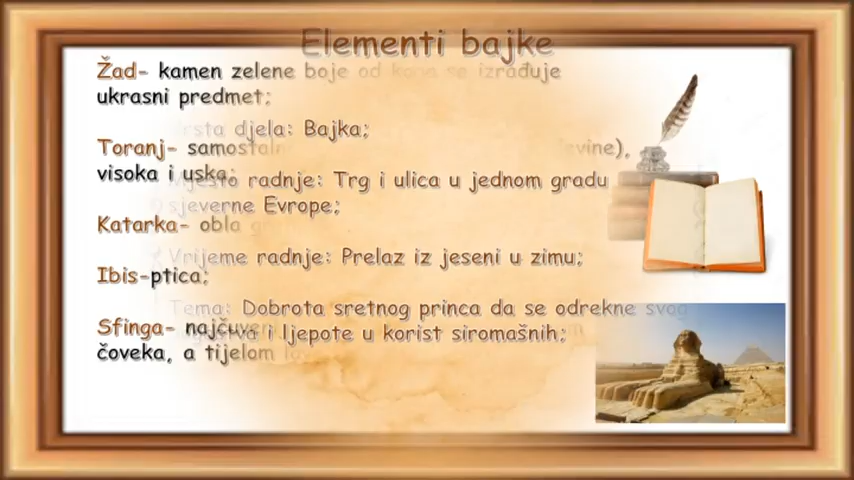 Elementi bajke
Žad- kamen zelene boje od koga se izrađuje
ukrasni predmet;
Vrsta djela: Bajka;
Toranj- samostalne
visoka i uska;
Mjesto radnje: Trg i ulica u jednom gradu
sjeverne Evrope;
Katarka- obla
Vrijeme radnje: Prelaz iz jeseni u zimu;
Ibis-ptica;
Tema: Dobrota sretnog princa da se odrekne svog
i ljepote u korist siromašnih;
Sfinga-
čoveka, a tijelom